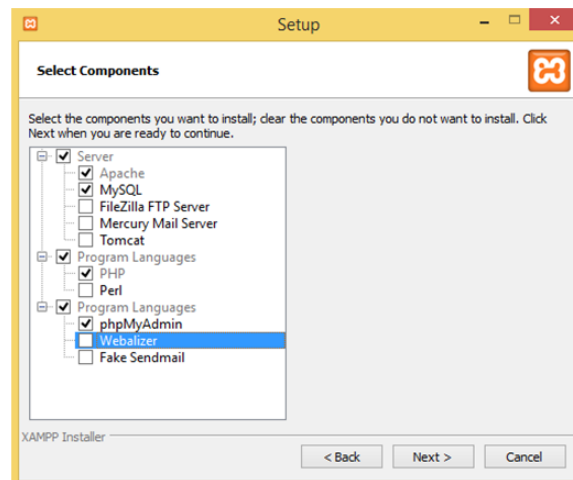 Setup
Select Components
Select the components you want to install; clear the components you do not want to install. Click
Next when you are ready to continue.
Server
Apache
MySQL
FileZilla FTP Server
Mercury Mail Server
Tomcat
Program Languages
PHP
Perl
Program Languages
phpMyAdmin
Webalizer
Fake Sendmail
XAMPP Installer
< Back Next > Cancel